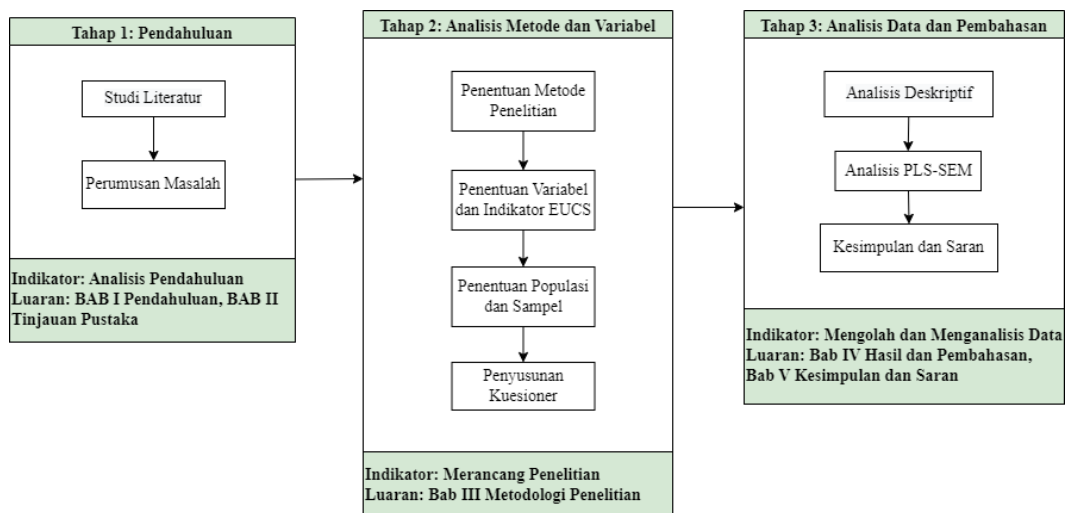 Tahap 1: Pendahuluan
Studi Literatur
Perumusan Masalah
Indikator: Analisis Pendahuluan
Luaran: BAB I Pendahuluan, BAB II
Tinjauan Pustaka
Tahap 2: Analisis Metode dan Variabel
Penentuan Metode
Penelitian
Penentuan Variabel
dan Indikator EUCS
Penentuan Populasi
dan Sampel
Penyusunan
Kuesioner
Indikator: Merancang Penelitian
Luaran: Bab III Metodologi Penelitian
Tahap 3: Analisis Data dan Pembahasan
Analisis Deskriptif
Analisis PLS-SEM
Kesimpulan dan Saran
Indikator: Mengolah dan Menganalisis Data
Luaran: Bab IV Hasil dan Pembahasan,
Bab V Kesimpulan dan Saran